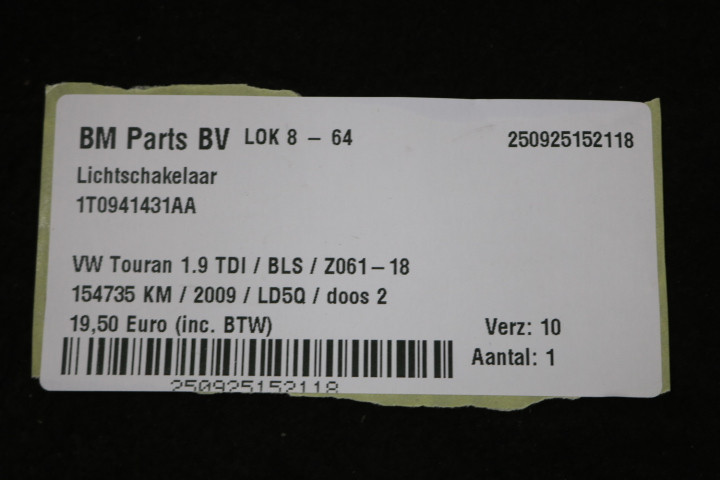 BM Parts BV LOK 8 – 64 250925152118
Lichtschakelaar
1T0941431AA
VW Touran 1.9 TDI / BLS / Z061–18
154735 KM / 2009 / LD5Q / doos 2
19,50 Euro (inc. BTW) Verz: 10
Aantal: 1
250925152118